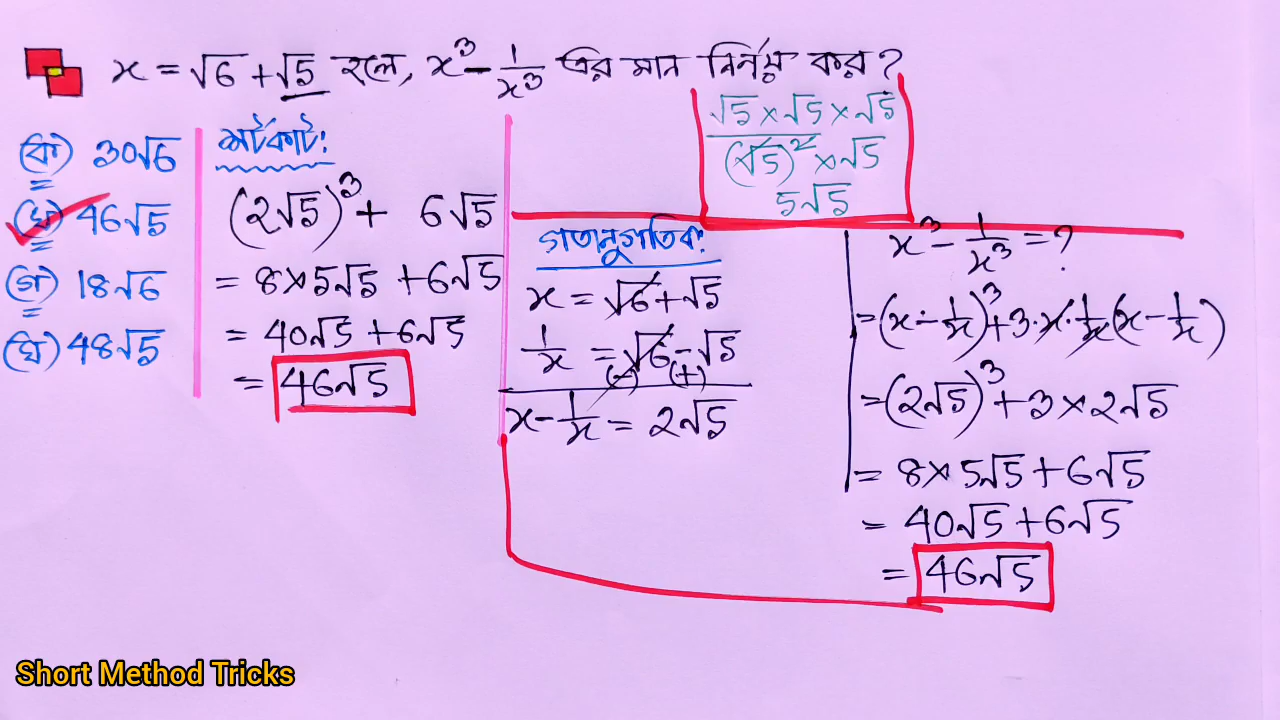 x = √6 + √5 হলে, x³ - 1/x³ এর মান নির্ণয় কর?
(ক) 30√6
(খ) 46√5
(গ) 18√6
(ঘ) 48√5
শর্টকাট:
(2√5)³ + 6√5
= 8×5√5 + 6√5
= 40√5 + 6√5
= 46√5
√5 × √5 × √5
(√5)² × √5
5√5
গতানুগতিক:
x = √6 + √5
1/x = √6 - √5
(-) (+)
x - 1/x = 2√5
x³ - 1/x³ = ?
= (x - 1/x)³ + 3·x·1/x (x - 1/x)
= (2√5)³ + 3 × 2√5
= 8×5√5 + 6√5
= 40√5 + 6√5
= 46√5
Short Method Tricks